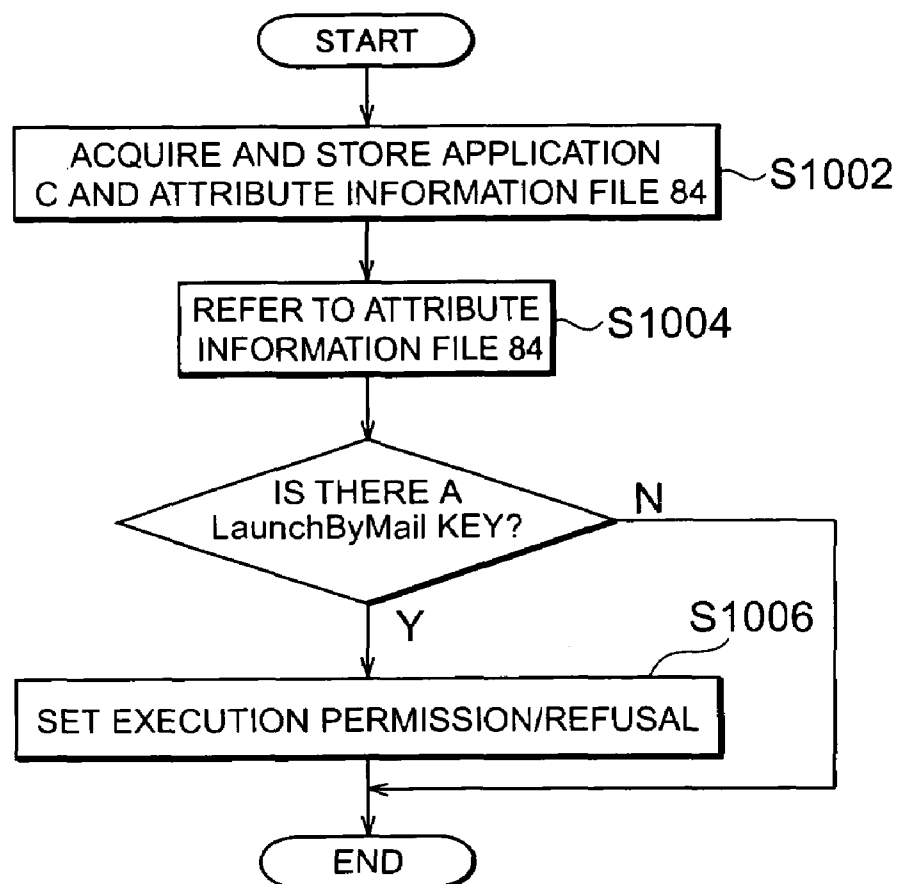 START
ACQUIRE AND STORE APPLICATION
C AND ATTRIBUTE INFORMATION FILE 84
S1002
REFER TO ATTRIBUTE
INFORMATION FILE 84
S1004
IS THERE A
LaunchByMail KEY?
N
Y
S1006
SET EXECUTION PERMISSION/REFUSAL
END